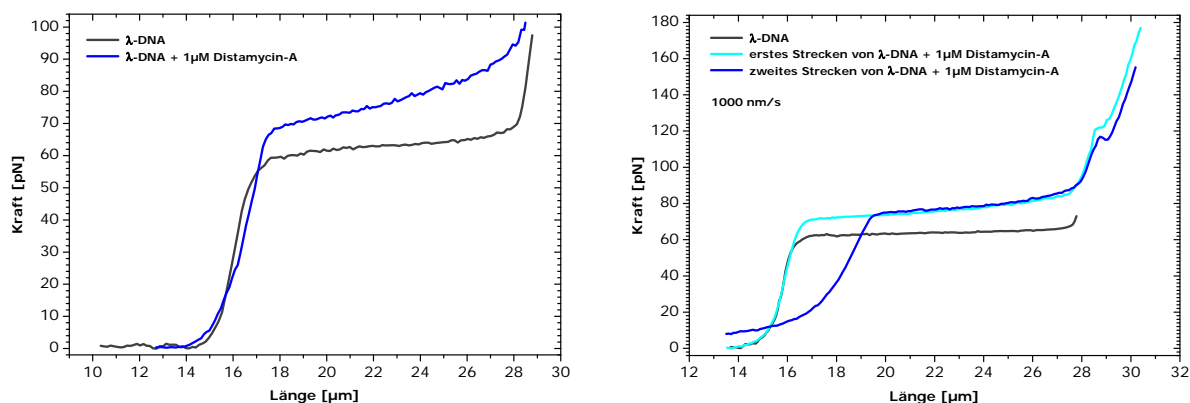 λ-DNA
λ-DNA + 1µM Distamycin-A
100
90
80
70
60
50
40
30
20
10
0
Kraft [pN]
10 12 14 16 18 20 22 24 26 28 30
Länge [µm]
λ-DNA
erstes Strecken von λ-DNA + 1µM Distamycin-A
zweites Strecken von λ-DNA + 1µM Distamycin-A
1000 nm/s
180
160
140
120
100
80
60
40
20
0
Kraft [pN]
12 14 16 18 20 22 24 26 28 30 32
Länge [µm]